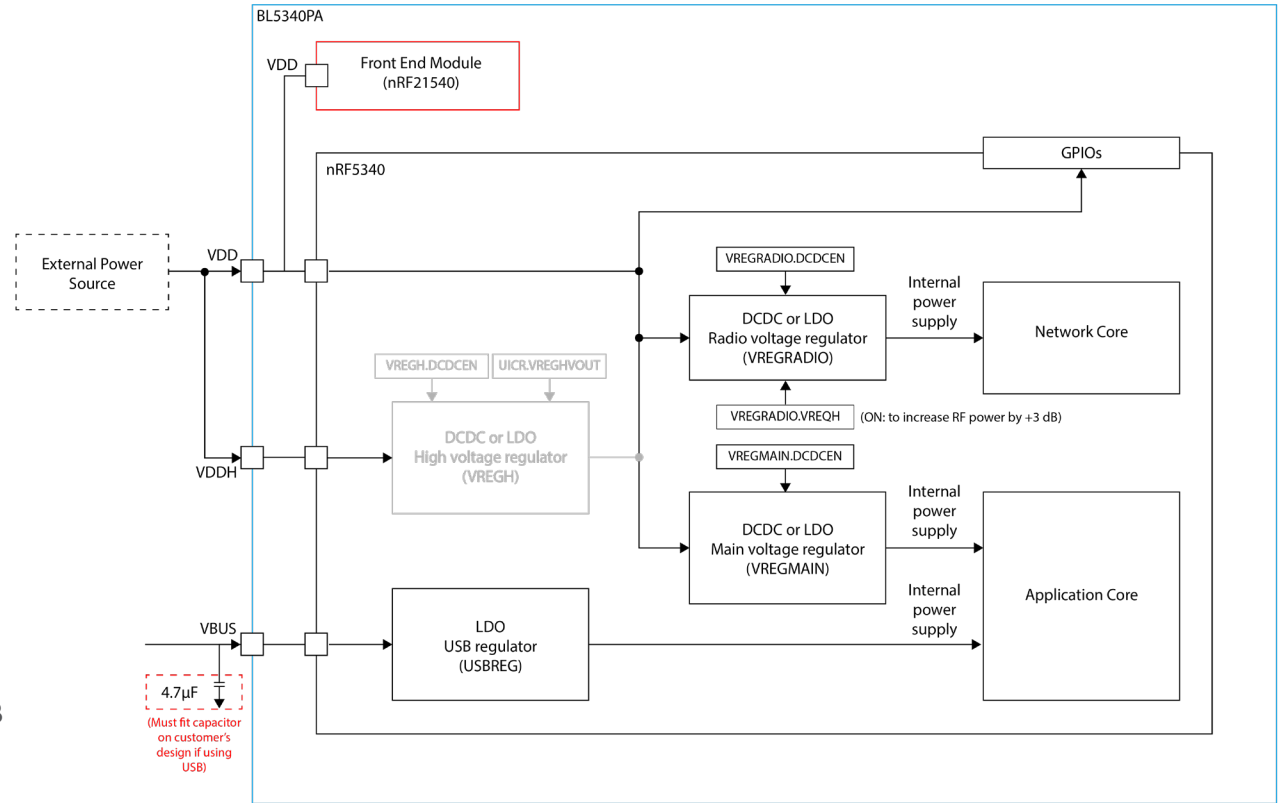 BL5340PA
VDD
Front End Module
(nRF21540)
nRF5340
GPIOs
External Power
Source
VDD
VREGRADIO.DCDCEN
DCDC or LDO
Radio voltage regulator
(VREGRADIO)
Internal
power
supply
Network Core
VREGH.DCDCEN
UICR.VREGHVOUT
VREGRADIO.VREQH
(ON: to increase RF power by +3 dB)
DCDC or LDO
High voltage regulator
(VREGH)
VDDH
VREGMAIN.DCDCEN
DCDC or LDO
Main voltage regulator
(VREGMAIN)
Internal
power
supply
Application Core
VBUS
LDO
USB regulator
(USBREG)
Internal
power
supply
4.7µF
(Must fit capacitor
on customer's
design if using
USB)